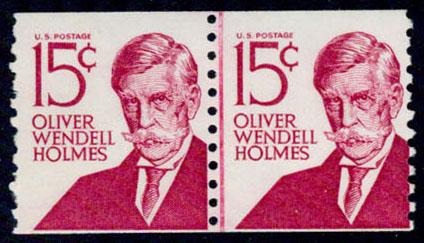 U.S. POSTAGE
15¢
OLIVER
WENDELL
HOLMES
U.S. POSTAGE
15¢
OLIVER
WENDELL
HOLMES